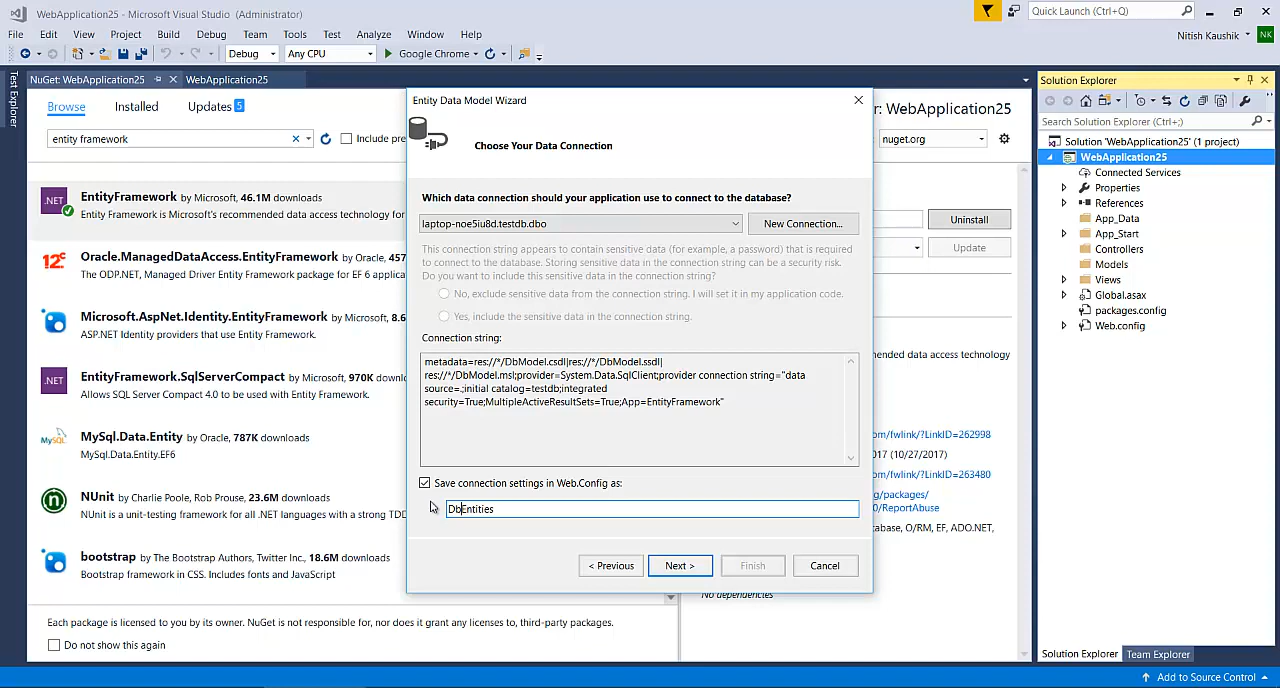 WebApplication25 - Microsoft Visual Studio (Administrator)
Quick Launch (Ctrl+Q)
File Edit View Project Build Debug Team Tools Test Analyze Window Help
Nitish Kaushik NK
Debug Any CPU Google Chrome
Test Explorer
NuGet: WebApplication25 WebApplication25
Browse Installed Updates 5
entity framework
Include pre
r: WebApplication25
nuget.org
.NET
EntityFramework by Microsoft, 46.1M downloads
Entity Framework is Microsoft's recommended data access technology for
12c
Oracle.ManagedDataAccess.EntityFramework by Oracle, 457
The ODP.NET, Managed Driver Entity Framework package for EF 6 applicati
Microsoft.AspNet.Identity.EntityFramework by Microsoft, 8.6
ASP.NET Identity providers that use Entity Framework.
.NET
EntityFramework.SqlServerCompact by Microsoft, 970K downl
Allows SQL Server Compact 4.0 to be used with Entity Framework.
MySQL
MySql.Data.Entity by Oracle, 787K downloads
MySql.Data.EF6
n
NUnit by Charlie Poole, Rob Prouse, 23.6M downloads
NUnit is a unit-testing framework for all .NET languages with a strong TDD
bootstrap by The Bootstrap Authors, Twitter Inc., 18.6M downloads
Bootstrap framework in CSS. Includes fonts and JavaScript
Each package is licensed to you by its owner. NuGet is not responsible for, nor does it grant any licenses to, third-party packages.
Do not show this again
Entity Data Model Wizard
Choose Your Data Connection
Which data connection should your application use to connect to the database?
laptop-noe5iu8d.testdb.dbo
New Connection...
This connection string appears to contain sensitive data (for example, a password) that is required
to connect to the database. Storing sensitive data in the connection string can be a security risk.
Do you want to include this sensitive data in the connection string?
No, exclude sensitive data from the connection string. I will set it in my application code.
Yes, include the sensitive data in the connection string.
Connection string:
metadata=res://*/DbModel.csdl|res://*/DbModel.ssdl|
res://*/DbModel.msl;provider=System.Data.SqlClient;provider connection string="data
source=.;initial catalog=testdb;integrated
security=True;MultipleActiveResultSets=True;App=EntityFramework"
Save connection settings in Web.Config as:
DbEntities
< Previous Next > Finish Cancel
Uninstall
Update
ended data access technology
om/fwlink/?LinkID=262998
017 (10/27/2017)
om/fwlink/?LinkID=263480
g/packages/
0/ReportAbuse
tabase, O/RM, EF, ADO.NET,
No dependencies
Solution Explorer
Search Solution Explorer (Ctrl+;)
Solution 'WebApplication25' (1 project)
WebApplication25
Connected Services
Properties
References
App_Data
App_Start
Controllers
Models
Views
Global.asax
packages.config
Web.config
Solution Explorer Team Explorer
Add to Source Control